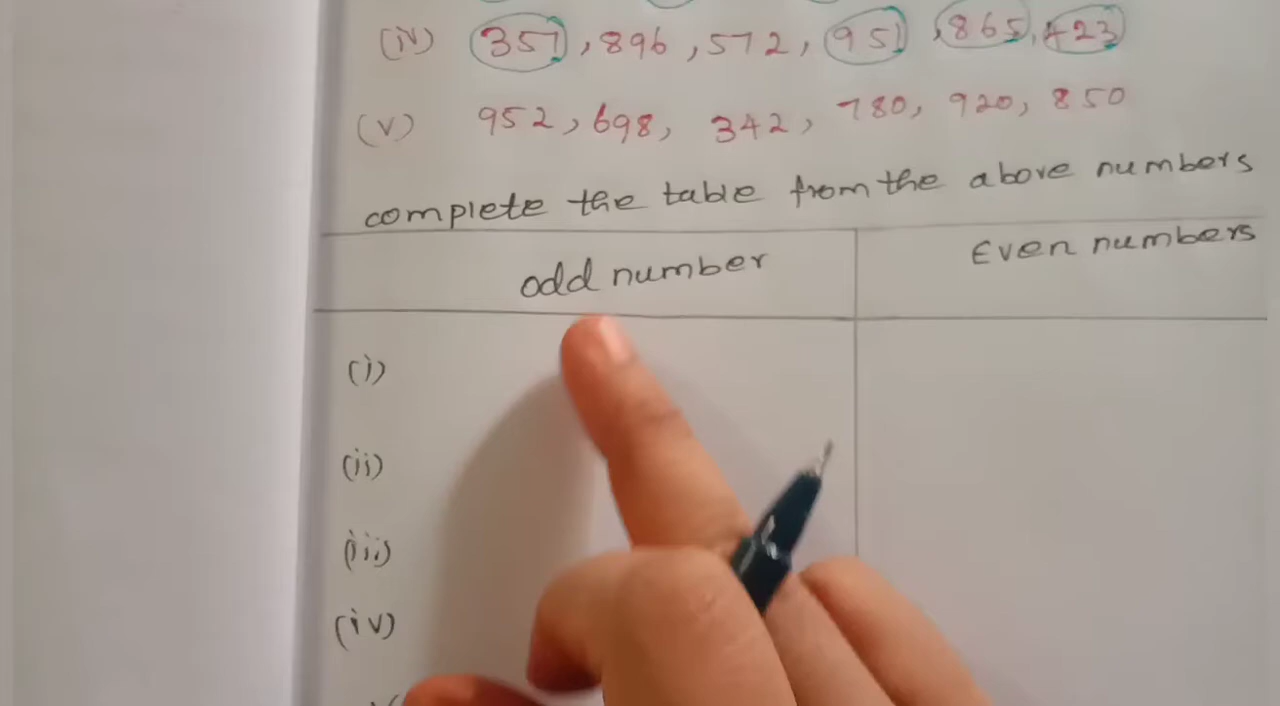 (iv) 357, 896, 572, 951, 865, 423
(v) 952, 698, 342, 780, 920, 850
complete the table from the above numbers
odd number Even numbers
(i)
(ii)
(iii)
(iv)